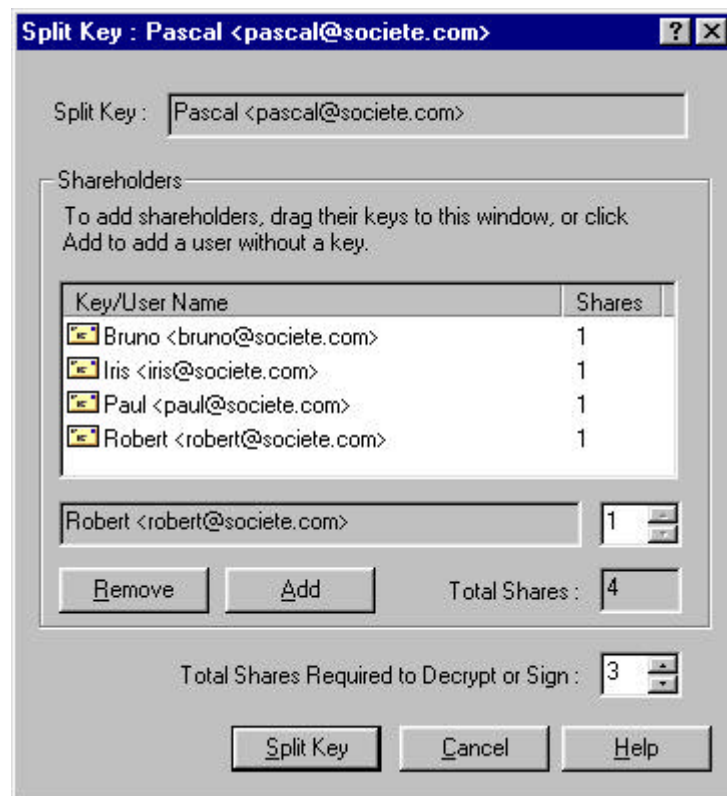 Split Key : Pascal <pascal@societe.com>
Split Key : Pascal <pascal@societe.com>
Shareholders
To add shareholders, drag their keys to this window, or click
Add to add a user without a key.
Key/User Name Shares
Bruno <bruno@societe.com> 1
Iris <iris@societe.com> 1
Paul <paul@societe.com> 1
Robert <robert@societe.com> 1
Robert <robert@societe.com> 1
Remove Add Total Shares : 4
Total Shares Required to Decrypt or Sign : 3
Split Key Cancel Help